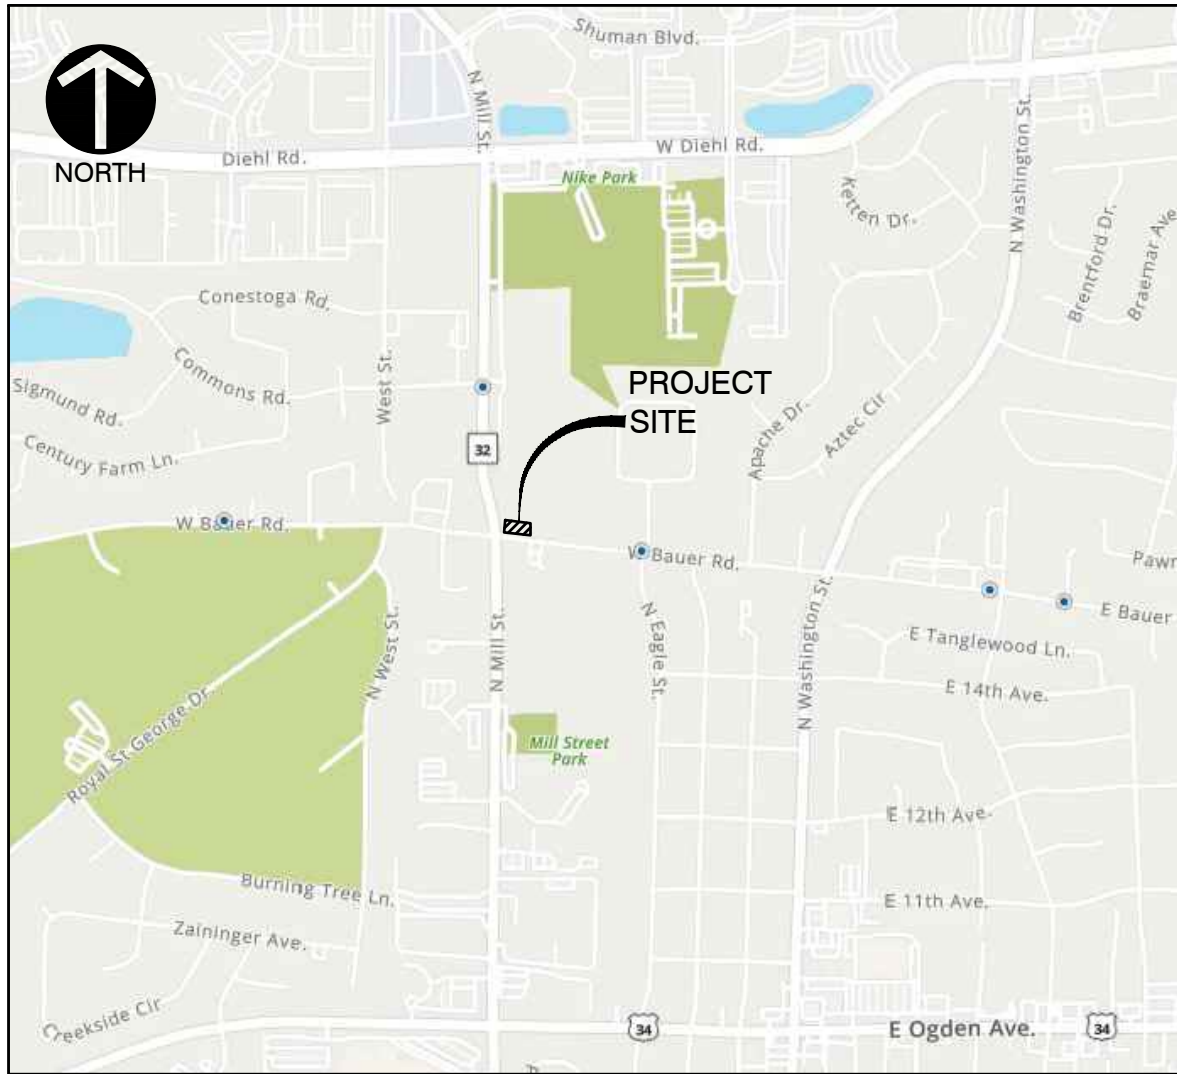 Shuman Blvd.
N Mill St.
NORTH
Diehl Rd.
W Diehl Rd.
Nike Park
Ketten Dr.
N Washington St.
Brentford Dr.
Braemar Ave
Conestoga Rd.
Commons Rd.
West St.
Sigmund Rd.
Century Farm Ln.
PROJECT
SITE
32
Apache Dr.
Aztec Cir
W Bauer Rd.
W Bauer Rd.
Pawn
E Bauer
N Eagle St.
N West St.
N Mill St.
N Washington St.
E Tanglewood Ln.
E 14th Ave.
Royal St George Dr
Mill Street
Park
E 12th Ave.
Burning Tree Ln.
E 11th Ave.
Zaininger Ave.
Creekside Cir
34
E Ogden Ave.
34